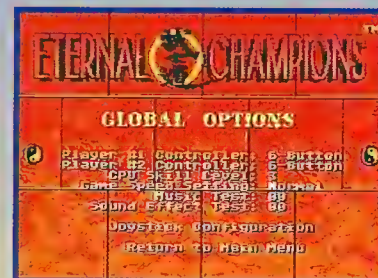 ETERNAL CHAMPIONS
TM
GLOBAL OPTIONS
Player #1 Controller: 6-Button
Player #2 Controller: 6-Button
CPU Skill Level: 3
Game Speed Setting: Normal
Music Test: 00
Sound Effect Test: 00
Joystick Configuration
Return to Main Menu